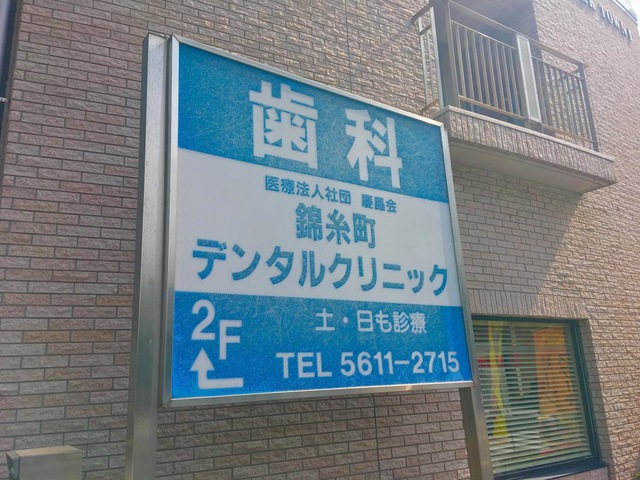 歯科
医療法人社団 慶晶会
錦糸町
デンタルクリニック
2F
土・日も診療
TEL 5611-2715